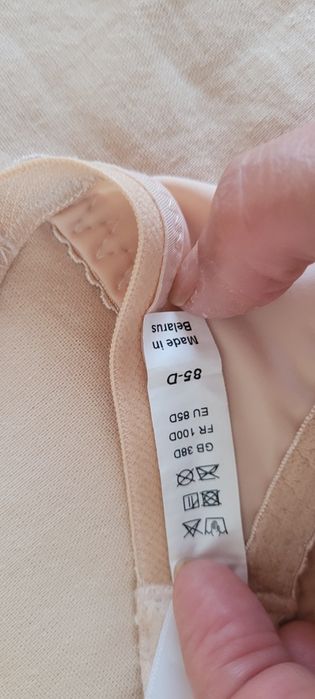 Made in
Belarus
85-D
EU 85D
FR 100D
GB 38D